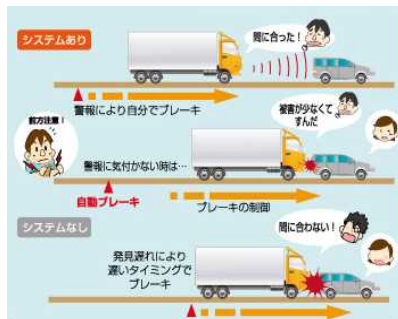 システムあり
間に合った！
警報により自分でブレーキ
前方注意！
被害が少なくて
すんだ
警報に気付かない時は…
自動ブレーキ
ブレーキの制御
システムなし
間に合わない！
発見遅れにより
遅いタイミングで
ブレーキ